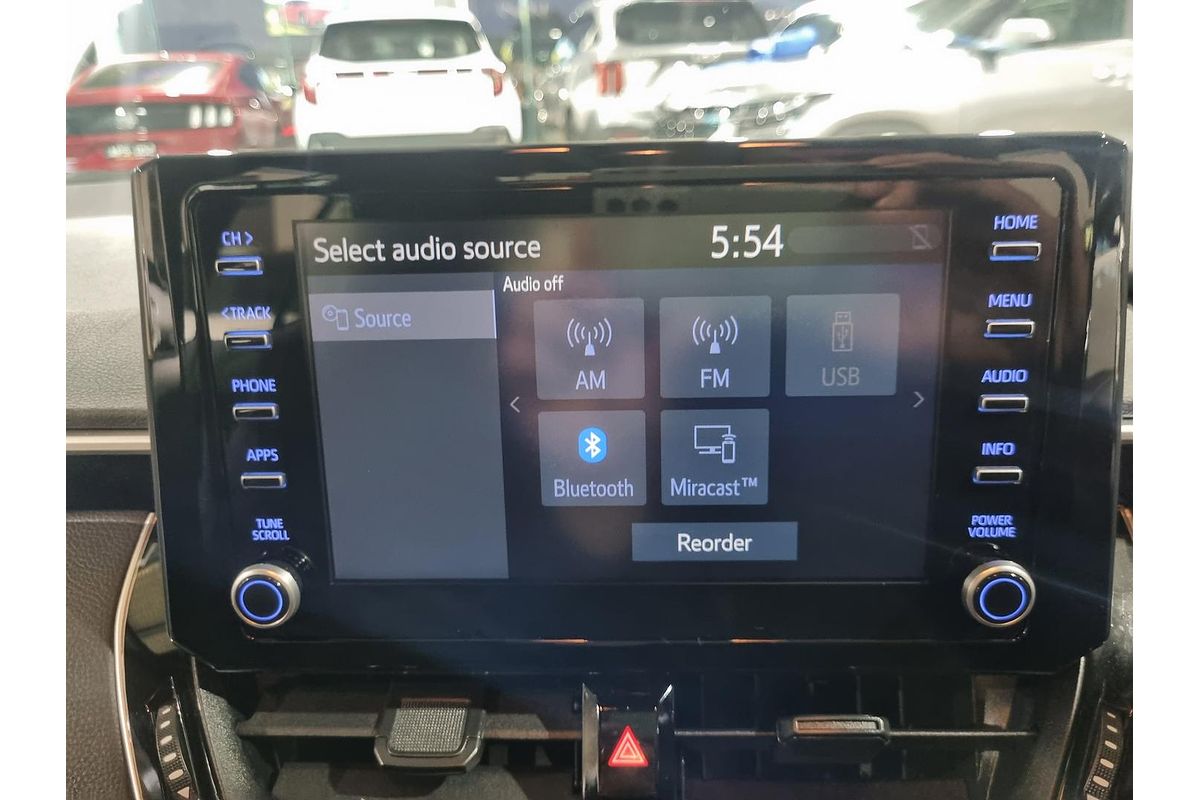 Select audio source
5:54
Audio off
Source
AM
FM
USB
Bluetooth
Miracast™
Reorder
CH >
< TRACK
PHONE
APPS
TUNE
SCROLL
HOME
MENU
AUDIO
INFO
POWER
VOLUME